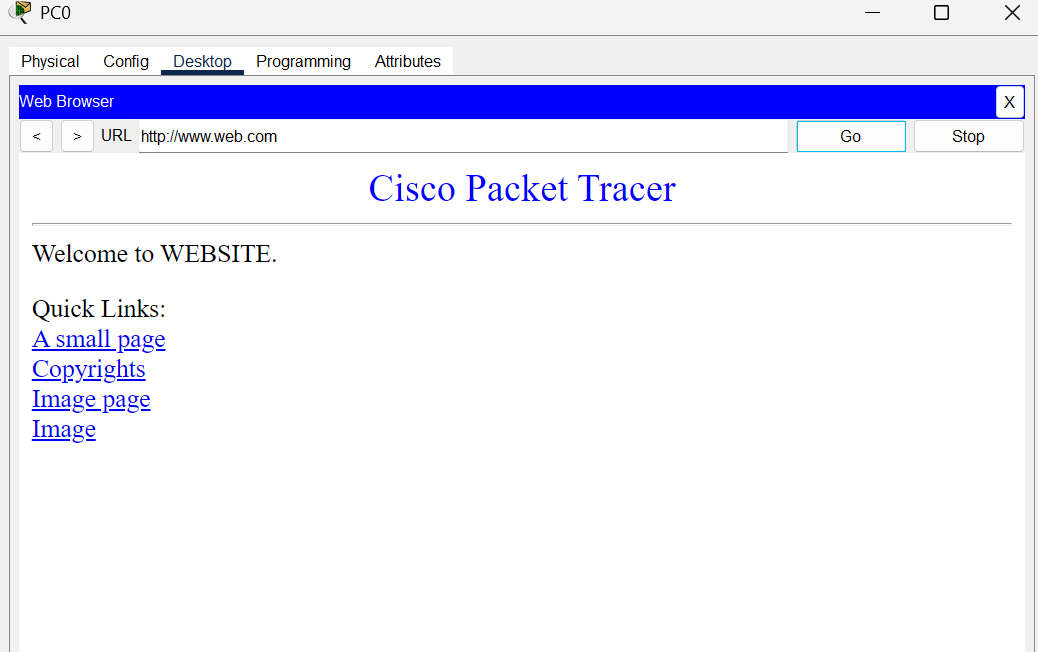 PC0
Physical Config Desktop Programming Attributes
Web Browser X
< > URL http://www.web.com Go Stop
Cisco Packet Tracer
Welcome to WEBSITE.
Quick Links:
A small page
Copyrights
Image page
Image